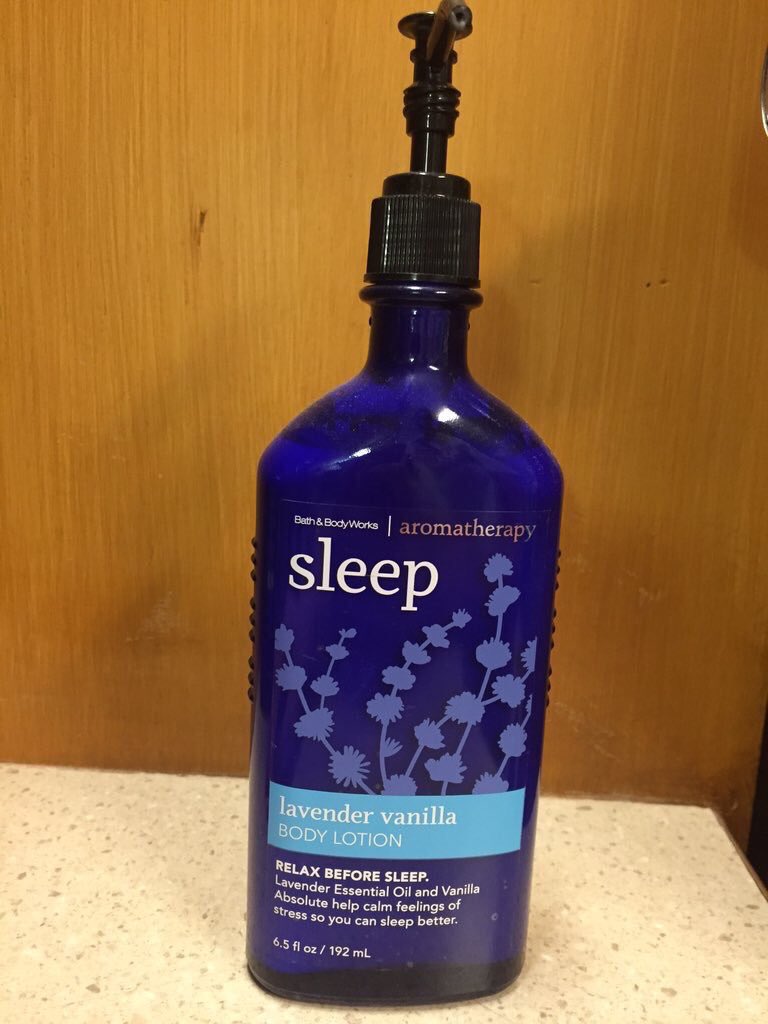 Bath & Body Works | aromatherapy
sleep
lavender vanilla
BODY LOTION
RELAX BEFORE SLEEP.
Lavender Essential Oil and Vanilla
Absolute help calm feelings of
stress so you can sleep better.
6.5 fl oz / 192 mL